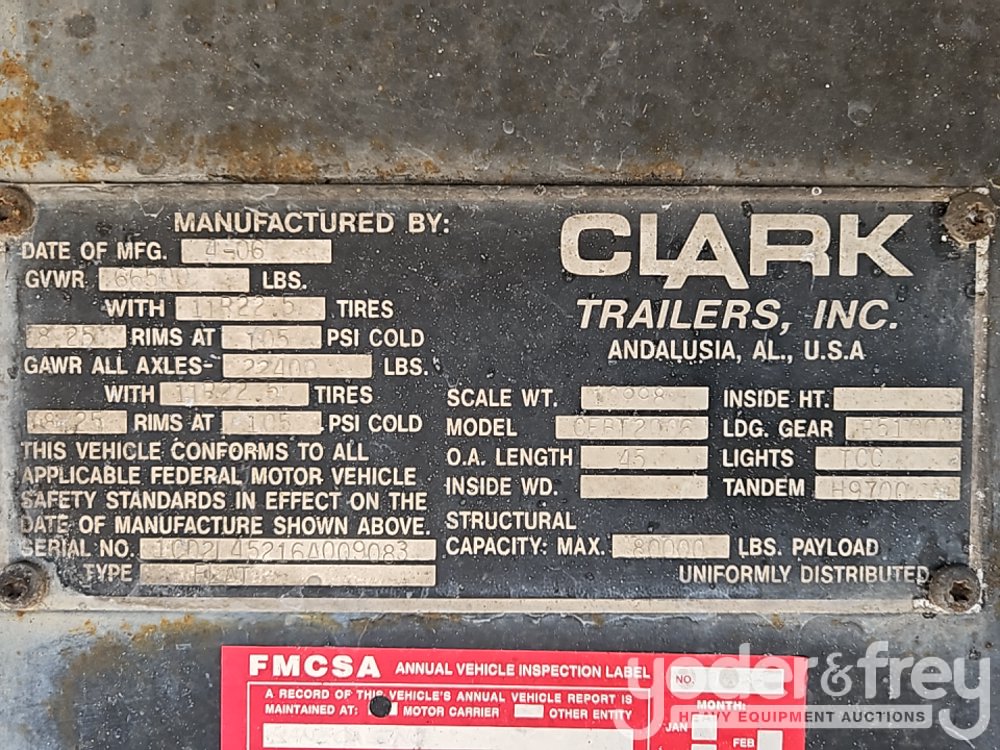 MANUFACTURED BY:
DATE OF MFG. 4-06
GVWR 66500 LBS.
WITH 11R22.5 TIRES
8.25 RIMS AT 105 PSI COLD
GAWR ALL AXLES- 22400 LBS.
WITH 11R22.5 TIRES
8.25 RIMS AT 105 PSI COLD
THIS VEHICLE CONFORMS TO ALL
APPLICABLE FEDERAL MOTOR VEHICLE
SAFETY STANDARDS IN EFFECT ON THE
DATE OF MANUFACTURE SHOWN ABOVE.
SERIAL NO. 1CD2L45216A009083
TYPE FLAT
CLARK
TRAILERS, INC.
ANDALUSIA, AL., U.S.A
SCALE WT.
MODEL
O.A. LENGTH 45
INSIDE WD.
STRUCTURAL
CAPACITY: MAX. 80000 LBS. PAYLOAD
UNIFORMLY DISTRIBUTED
INSIDE HT.
LDG. GEAR
LIGHTS TCC
TANDEM H9700
FMCSA ANNUAL VEHICLE INSPECTION LABEL NO.
A RECORD OF THIS VEHICLE'S ANNUAL VEHICLE REPORT IS
MAINTAINED AT: MOTOR CARRIER OTHER ENTITY
MONTH:
JAN
FEB
yoder&frey
HEAVY EQUIPMENT AUCTIONS